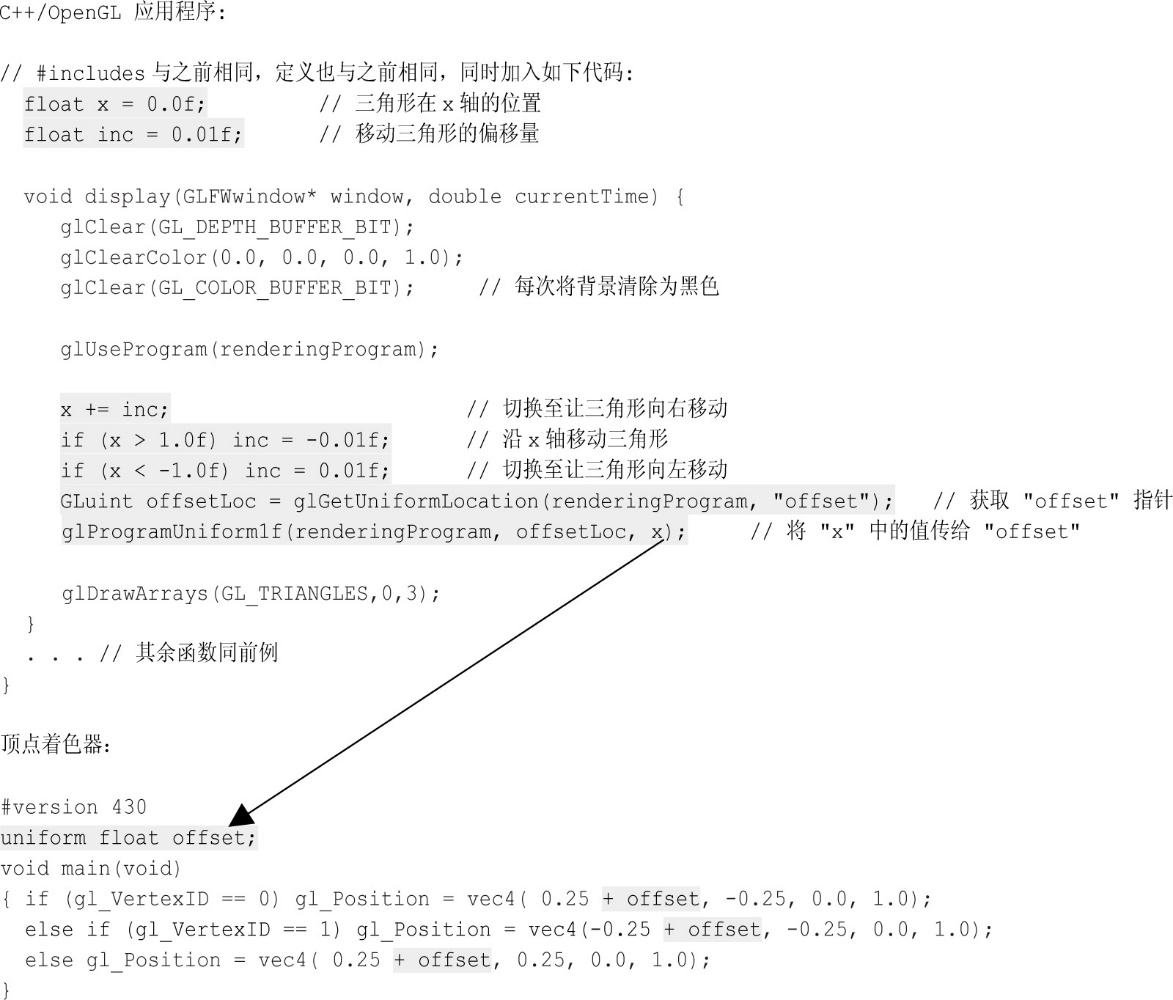 C++/OpenGL 应用程序:
// #includes 与之前相同，定义也与之前相同，同时加入如下代码:
float x = 0.0f; // 三角形在 x 轴的位置
float inc = 0.01f; // 移动三角形的偏移量
void display(GLFWwindow* window, double currentTime) {
glClear(GL_DEPTH_BUFFER_BIT);
glClearColor(0.0, 0.0, 0.0, 1.0);
glClear(GL_COLOR_BUFFER_BIT); // 每次将背景清除为黑色
glUseProgram(renderingProgram);
x += inc; // 切换至让三角形向右移动
if (x > 1.0f) inc = -0.01f; // 沿 x 轴移动三角形
if (x < -1.0f) inc = 0.01f; // 切换至让三角形向左移动
GLuint offsetLoc = glGetUniformLocation(renderingProgram, "offset"); // 获取 "offset" 指针
glProgramUniform1f(renderingProgram, offsetLoc, x); // 将 "x" 中的值传给 "offset"
glDrawArrays(GL_TRIANGLES,0,3);
}
. . . // 其余函数同前例
}
顶点着色器:
#version 430
uniform float offset;
void main(void)
{ if (gl_VertexID == 0) gl_Position = vec4( 0.25 + offset, -0.25, 0.0, 1.0);
else if (gl_VertexID == 1) gl_Position = vec4(-0.25 + offset, -0.25, 0.0, 1.0);
else gl_Position = vec4( 0.25 + offset, 0.25, 0.0, 1.0);
}